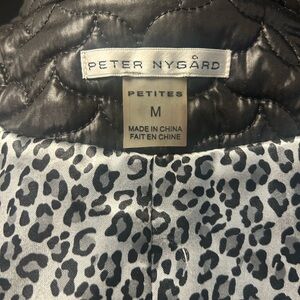 PETER NYGÅRD
PETITES
M
MADE IN CHINA
FAIT EN CHINE